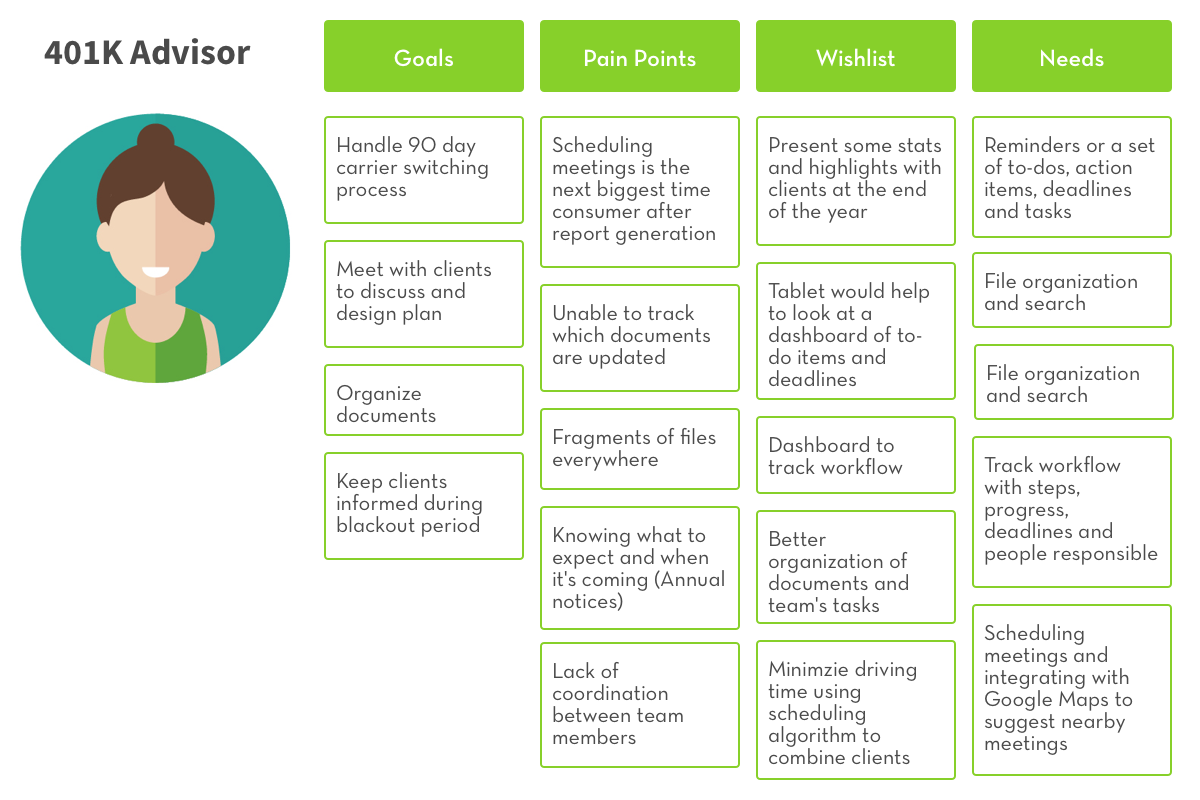 401K Advisor
Goals
Handle 90 day
carrier switching
process
Meet with clients
to discuss and
design plan
Organize
documents
Keep clients
informed during
blackout period
Pain Points
Scheduling
meetings is the
next biggest time
consumer after
report generation
Unable to track
which documents
are updated
Fragments of files
everywhere
Knowing what to
expect and when
it's coming (Annual
notices)
Lack of
coordination
between team
members
Wishlist
Present some stats
and highlights with
clients at the end
of the year
Tablet would help
to look at a
dashboard of to-
do items and
deadlines
Dashboard to
track workflow
Better
organization of
documents and
team's tasks
Minimzie driving
time using
scheduling
algorithm to
combine clients
Needs
Reminders or a set
of to-dos, action
items, deadlines
and tasks
File organization
and search
File organization
and search
Track workflow
with steps,
progress,
deadlines and
people responsible
Scheduling
meetings and
integrating with
Google Maps to
suggest nearby
meetings